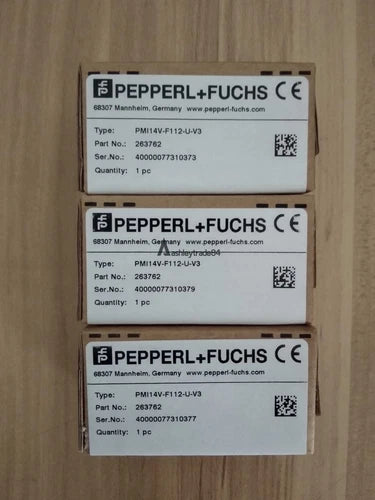 PEPPERL+FUCHS CE
68307 Mannheim, Germany www.pepperl-fuchs.com
Type: PMI14V-F112-U-V3
Part No.: 263762
Ser.No.: 40000077310373
Quantity: 1 pc
PEPPERL+FUCHS CE
68307 Mannheim, Germany www.pepperl-fuchs.com
ashleytrade84
Type: PMI14V-F112-U-V3
Part No.: 263762
Ser.No.: 40000077310379
Quantity: 1 pc
PEPPERL+FUCHS CE
68307 Mannheim, Germany www.pepperl-fuchs.com
Type: PMI14V-F112-U-V3
Part No.: 263762
Ser.No.: 40000077310377
Quantity: 1 pc